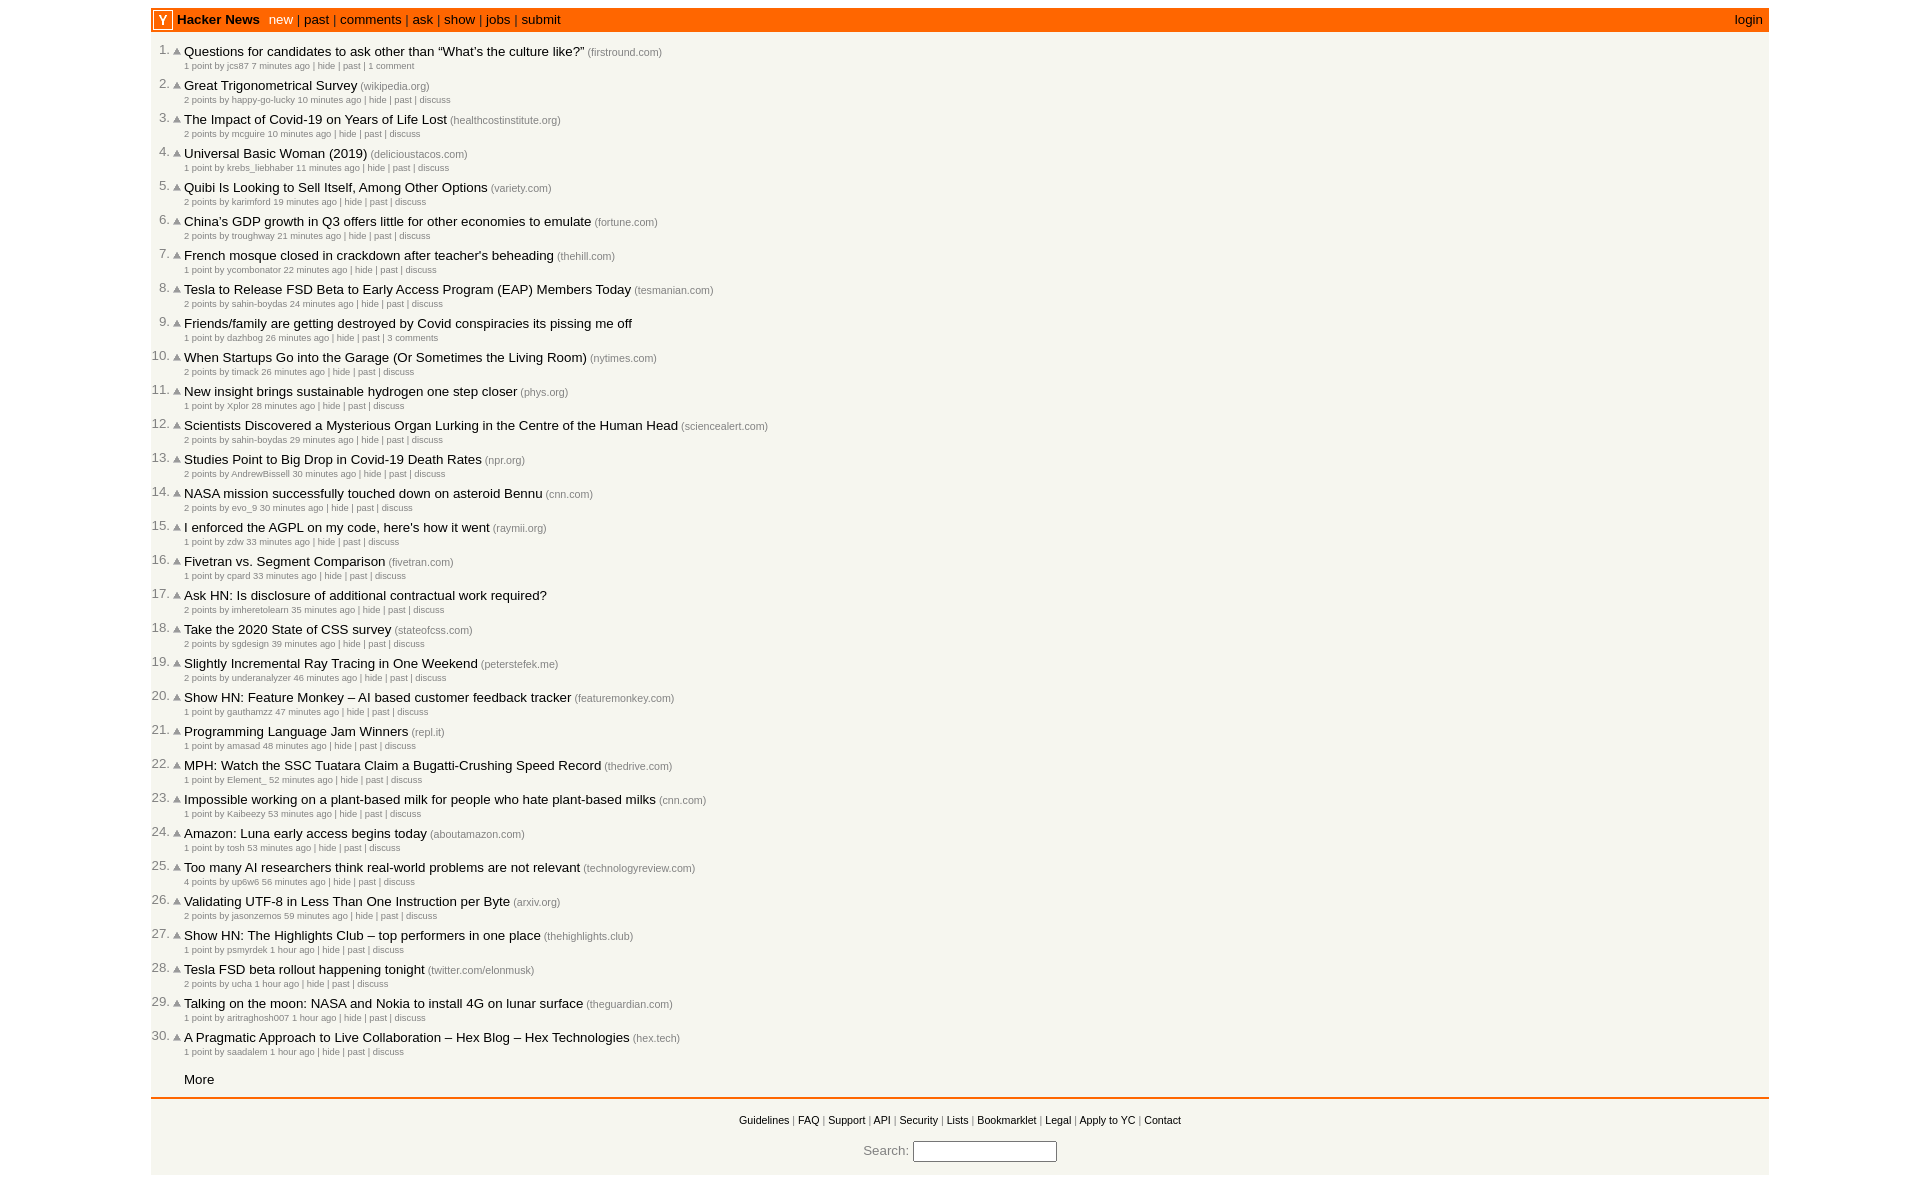 Y Hacker News new | past | comments | ask | show | jobs | submit login
1. Questions for candidates to ask other than “What’s the culture like?” (firstround.com)
1 point by jcs87 7 minutes ago | hide | past | 1 comment
2. Great Trigonometrical Survey (wikipedia.org)
2 points by happy-go-lucky 10 minutes ago | hide | past | discuss
3. The Impact of Covid-19 on Years of Life Lost (healthcostinstitute.org)
2 points by mcguire 10 minutes ago | hide | past | discuss
4. Universal Basic Woman (2019) (delicioustacos.com)
1 point by krebs_liebhaber 11 minutes ago | hide | past | discuss
5. Quibi Is Looking to Sell Itself, Among Other Options (variety.com)
2 points by karimford 19 minutes ago | hide | past | discuss
6. China’s GDP growth in Q3 offers little for other economies to emulate (fortune.com)
2 points by troughway 21 minutes ago | hide | past | discuss
7. French mosque closed in crackdown after teacher's beheading (thehill.com)
1 point by ycombonator 22 minutes ago | hide | past | discuss
8. Tesla to Release FSD Beta to Early Access Program (EAP) Members Today (tesmanian.com)
2 points by sahin-boydas 24 minutes ago | hide | past | discuss
9. Friends/family are getting destroyed by Covid conspiracies its pissing me off
1 point by dazhbog 26 minutes ago | hide | past | 3 comments
10. When Startups Go into the Garage (Or Sometimes the Living Room) (nytimes.com)
2 points by timack 26 minutes ago | hide | past | discuss
11. New insight brings sustainable hydrogen one step closer (phys.org)
1 point by Xplor 28 minutes ago | hide | past | discuss
12. Scientists Discovered a Mysterious Organ Lurking in the Centre of the Human Head (sciencealert.com)
2 points by sahin-boydas 29 minutes ago | hide | past | discuss
13. Studies Point to Big Drop in Covid-19 Death Rates (npr.org)
2 points by AndrewBissell 30 minutes ago | hide | past | discuss
14. NASA mission successfully touched down on asteroid Bennu (cnn.com)
2 points by evo_9 30 minutes ago | hide | past | discuss
15. I enforced the AGPL on my code, here's how it went (raymii.org)
1 point by zdw 33 minutes ago | hide | past | discuss
16. Fivetran vs. Segment Comparison (fivetran.com)
1 point by cpard 33 minutes ago | hide | past | discuss
17. Ask HN: Is disclosure of additional contractual work required?
2 points by imheretolearn 35 minutes ago | hide | past | discuss
18. Take the 2020 State of CSS survey (stateofcss.com)
2 points by sgdesign 39 minutes ago | hide | past | discuss
19. Slightly Incremental Ray Tracing in One Weekend (peterstefek.me)
2 points by underanalyzer 46 minutes ago | hide | past | discuss
20. Show HN: Feature Monkey – AI based customer feedback tracker (featuremonkey.com)
1 point by gauthamzz 47 minutes ago | hide | past | discuss
21. Programming Language Jam Winners (repl.it)
1 point by amasad 48 minutes ago | hide | past | discuss
22. MPH: Watch the SSC Tuatara Claim a Bugatti-Crushing Speed Record (thedrive.com)
1 point by Element_ 52 minutes ago | hide | past | discuss
23. Impossible working on a plant-based milk for people who hate plant-based milks (cnn.com)
1 point by Kaibeezy 53 minutes ago | hide | past | discuss
24. Amazon: Luna early access begins today (aboutamazon.com)
1 point by tosh 53 minutes ago | hide | past | discuss
25. Too many AI researchers think real-world problems are not relevant (technologyreview.com)
4 points by up6w6 56 minutes ago | hide | past | discuss
26. Validating UTF-8 in Less Than One Instruction per Byte (arxiv.org)
2 points by jasonzemos 59 minutes ago | hide | past | discuss
27. Show HN: The Highlights Club – top performers in one place (thehighlights.club)
1 point by psmyrdek 1 hour ago | hide | past | discuss
28. Tesla FSD beta rollout happening tonight (twitter.com/elonmusk)
2 points by ucha 1 hour ago | hide | past | discuss
29. Talking on the moon: NASA and Nokia to install 4G on lunar surface (theguardian.com)
1 point by aritraghosh007 1 hour ago | hide | past | discuss
30. A Pragmatic Approach to Live Collaboration – Hex Blog – Hex Technologies (hex.tech)
1 point by saadalem 1 hour ago | hide | past | discuss
More
Guidelines | FAQ | Support | API | Security | Lists | Bookmarklet | Legal | Apply to YC | Contact
Search: